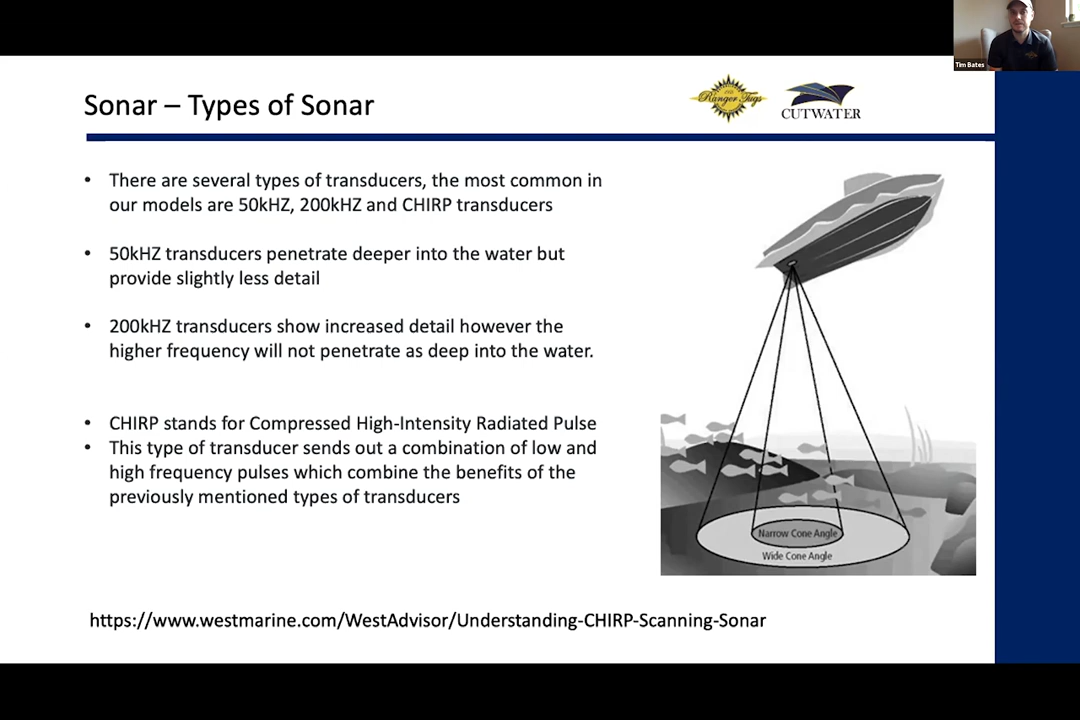 Tim Bates
Sonar – Types of Sonar
Ranger Tugs
CUTWATER
• There are several types of transducers, the most common in
our models are 50kHZ, 200kHZ and CHIRP transducers
• 50kHZ transducers penetrate deeper into the water but
provide slightly less detail
• 200kHZ transducers show increased detail however the
higher frequency will not penetrate as deep into the water.
• CHIRP stands for Compressed High-Intensity Radiated Pulse
• This type of transducer sends out a combination of low and
high frequency pulses which combine the benefits of the
previously mentioned types of transducers
Narrow Cone Angle
Wide Cone Angle
https://www.westmarine.com/WestAdvisor/Understanding-CHIRP-Scanning-Sonar